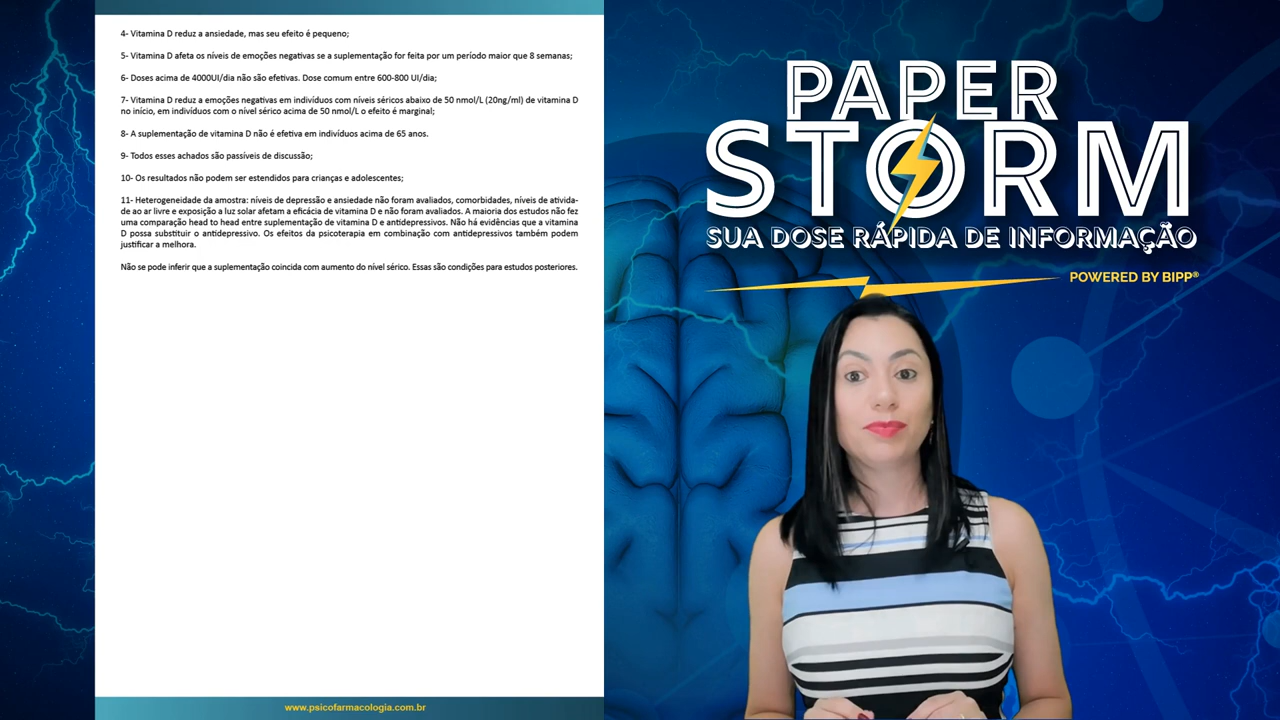 4- Vitamina D reduz a ansiedade, mas seu efeito é pequeno;
5- Vitamina D afeta os níveis de emoções negativas se a suplementação for feita por um período maior que 8 semanas;
6- Doses acima de 4000UI/dia não são efetivas. Dose comum entre 600-800 UI/dia;
7- Vitamina D reduz a emoções negativas em indivíduos com níveis séricos abaixo de 50 nmol/L (20ng/ml) de vitamina D
no início, em indivíduos com o nível sérico acima de 50 nmol/L o efeito é marginal;
8- A suplementação de vitamina D não é efetiva em indivíduos acima de 65 anos.
9- Todos esses achados são passíveis de discussão;
10- Os resultados não podem ser estendidos para crianças e adolescentes;
11- Heterogeneidade da amostra: níveis de depressão e ansiedade não foram avaliados, comorbidades, níveis de ativida-
de ao ar livre e exposição a luz solar afetam a eficácia de vitamina D e não foram avaliados. A maioria dos estudos não fez
uma comparação head to head entre suplementação de vitamina D e antidepressivos. Não há evidências que a vitamina
D possa substituir o antidepressivo. Os efeitos da psicoterapia em combinação com antidepressivos também podem
justificar a melhora.
Não se pode inferir que a suplementação coincida com aumento do nível sérico. Essas são condições para estudos posteriores.
www.psicofarmacologia.com.br
PAPER
STORM
SUA DOSE RÁPIDA DE INFORMAÇÃO
POWERED BY BIPP®